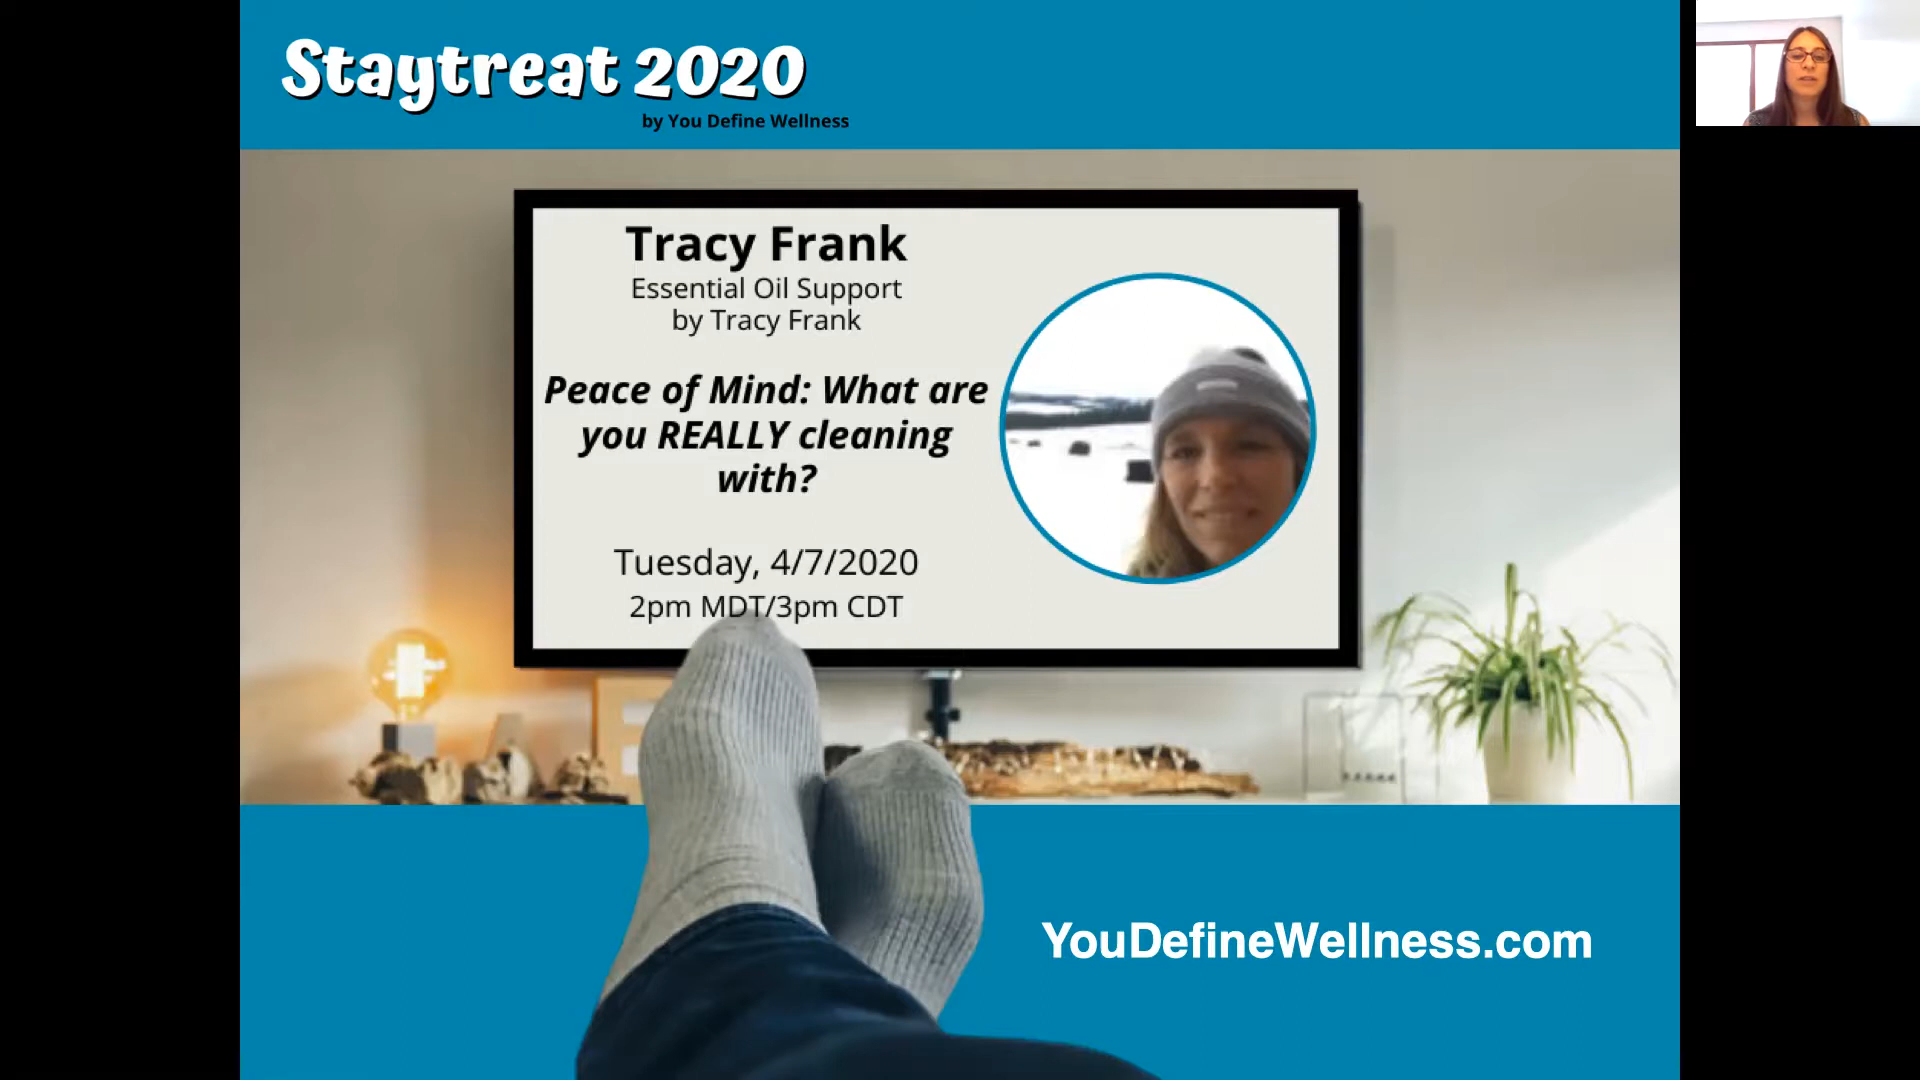 Staytreat 2020
by You Define Wellness
Tracy Frank
Essential Oil Support
by Tracy Frank
Peace of Mind: What are
you REALLY cleaning
with?
Tuesday, 4/7/2020
2pm MDT/3pm CDT
YouDefineWellness.com